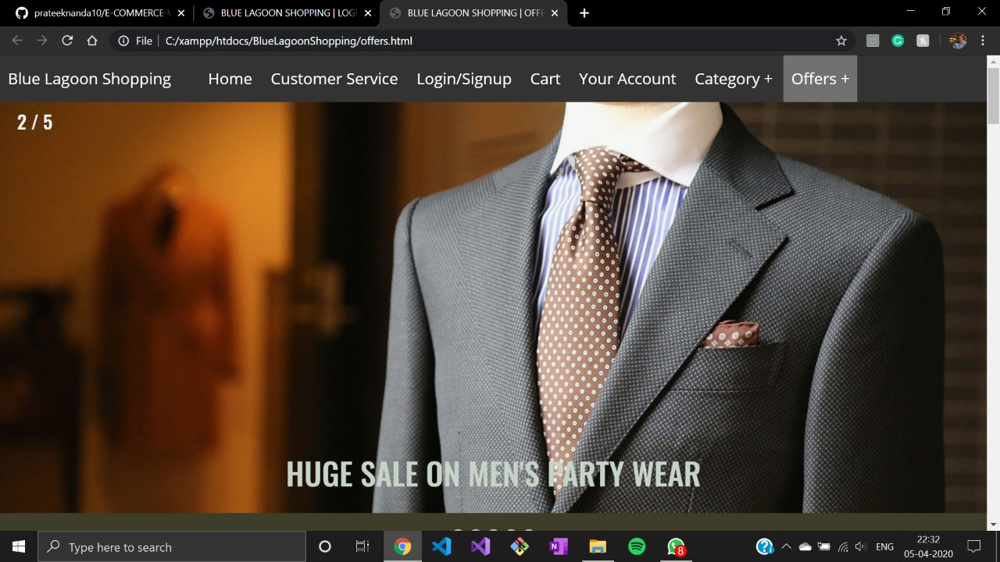 prateeknanda10/E-COMMERCE-
BLUE LAGOON SHOPPING | LOG
BLUE LAGOON SHOPPING | OFF
File
C:/xampp/htdocs/BlueLagoonShopping/offers.html
Blue Lagoon Shopping Home Customer Service Login/Signup Cart Your Account Category + Offers +
2 / 5
HUGE SALE ON MEN'S PARTY WEAR
Type here to search
8
ENG
22:32
05-04-2020